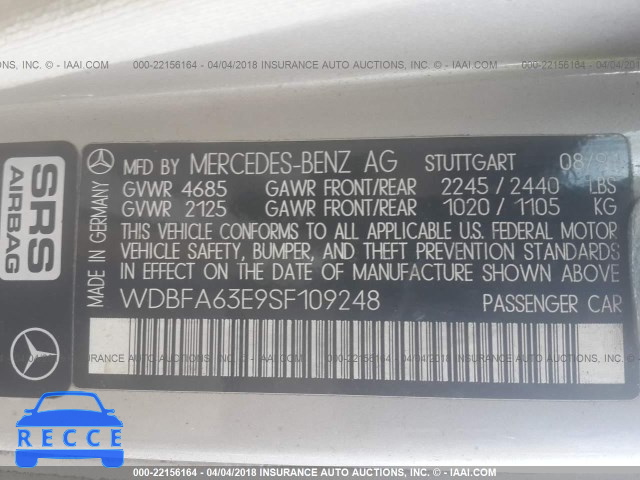 000-22156164 - 04/04/2018 INSURANCE AUTO AUCTIONS, INC. © - IAAI.COM
SRS
AIRBAG
MADE IN GERMANY
MFD BY MERCEDES-BENZ AG STUTTGART
GVWR 4685 GAWR FRONT/REAR 2245 / 2440 LBS
GVWR 2125 GAWR FRONT/REAR 1020 / 1105 KG
THIS VEHICLE CONFORMS TO ALL APPLICABLE U.S. FEDERAL MOTOR
VEHICLE SAFETY, BUMPER, AND THEFT PREVENTION STANDARDS
IN EFFECT ON THE DATE OF MANUFACTURE SHOWN ABOVE
WDBFA63E9SF109248 PASSENGER CAR
000-22156164 - 04/04/2018 INSURANCE AUTO AUCTIONS, INC. © - IAAI.COM
RECCE
000-22156164 - 04/04/2018 INSURANCE AUTO AUCTIONS, INC. © - IAAI.COM